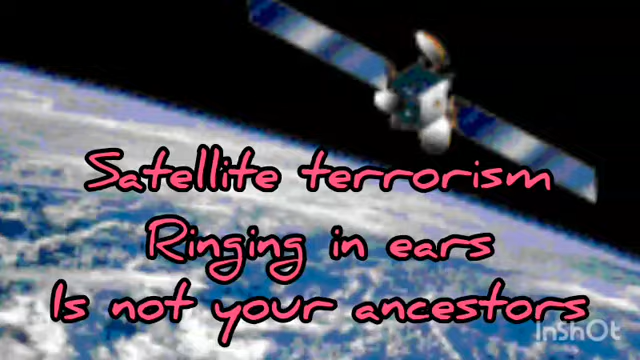 Satellite terrorism
Ringing in ears
Is not your ancestors
InShOt